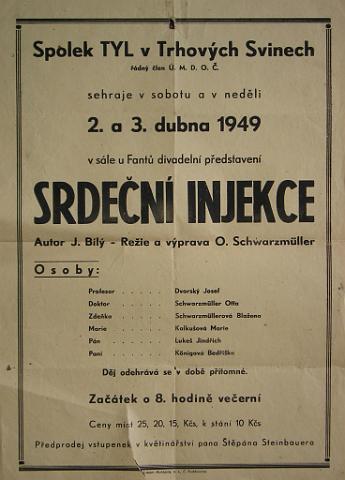 Spolek TYL v Trhových Svinech
řádný člen Ú. M. D. O. Č.
sehraje v sobotu a v neděli
2. a 3. dubna 1949
v sále u Fantů divadelní představení
SRDEČNÍ INJEKCE
Autor J. Bílý - Režie a výprava O. Schwarzmüller
Osoby:
Profesor . . . . . Dvorský Josef
Doktor . . . . . Schwarzmüller Otta
Zdeňka . . . . . Schwarzmüllerová Blažena
Marie . . . . . Kolkušová Marie
Pán . . . . . Lukeš Jindřich
Paní . . . . . Königová Bedřiška
Děj odehrává se v době přítomné.
Začátek o 8. hodině večerní
Ceny míst 25, 20, 15, Kčs, k stání 10 Kčs
Předprodej vstupenek v květinářství pana Štěpána Steinbauera